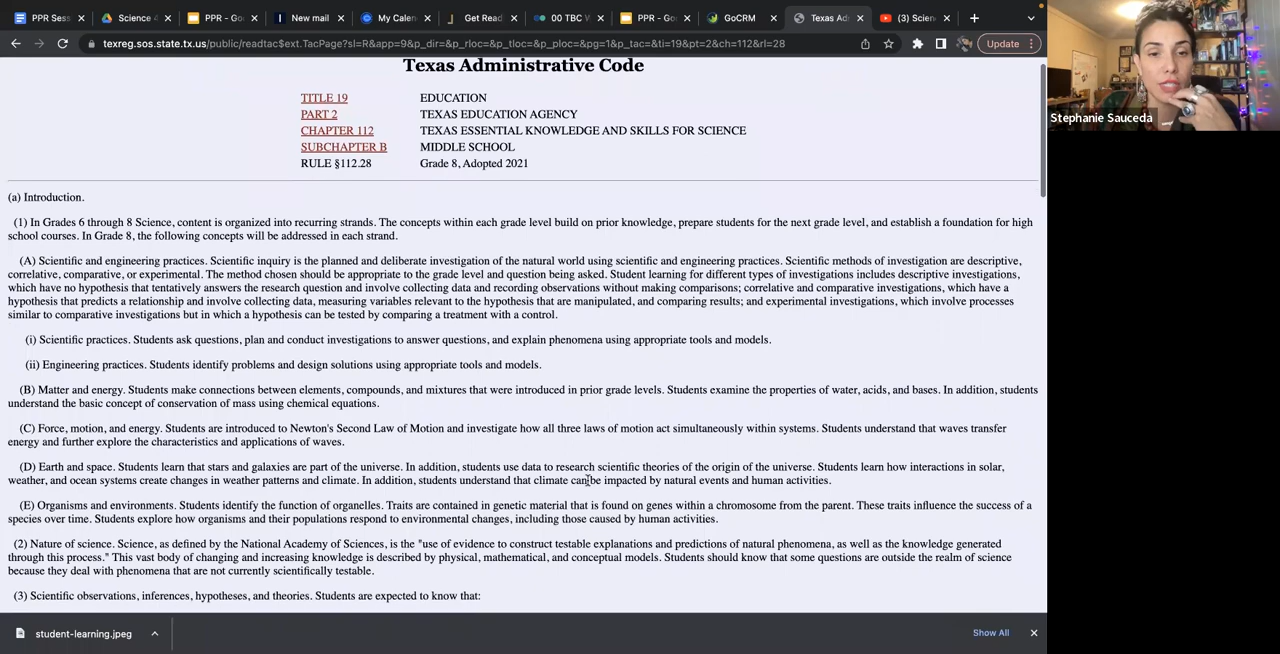 PPR Sess
Science 4
PPR - Goo
New mail
My Calen
Get Read
00 TBC W
PPR - Goo
GoCRM
Texas Ad
(3) Scien
texreg.sos.state.tx.us/public/readtac$ext.TacPage?sl=R&app=9&p_dir=&p_rloc=&p_tloc=&p_ploc=&pg=1&p_tac=&ti=19&pt=2&ch=112&rl=28
Update
Texas Administrative Code
TITLE 19 EDUCATION
PART 2 TEXAS EDUCATION AGENCY
CHAPTER 112 TEXAS ESSENTIAL KNOWLEDGE AND SKILLS FOR SCIENCE
SUBCHAPTER B MIDDLE SCHOOL
RULE §112.28 Grade 8, Adopted 2021
(a) Introduction.
(1) In Grades 6 through 8 Science, content is organized into recurring strands. The concepts within each grade level build on prior knowledge, prepare students for the next grade level, and establish a foundation for high
school courses. In Grade 8, the following concepts will be addressed in each strand.
(A) Scientific and engineering practices. Scientific inquiry is the planned and deliberate investigation of the natural world using scientific and engineering practices. Scientific methods of investigation are descriptive,
correlative, comparative, or experimental. The method chosen should be appropriate to the grade level and question being asked. Student learning for different types of investigations includes descriptive investigations,
which have no hypothesis that tentatively answers the research question and involve collecting data and recording observations without making comparisons; correlative and comparative investigations, which have a
hypothesis that predicts a relationship and involve collecting data, measuring variables relevant to the hypothesis that are manipulated, and comparing results; and experimental investigations, which involve processes
similar to comparative investigations but in which a hypothesis can be tested by comparing a treatment with a control.
(i) Scientific practices. Students ask questions, plan and conduct investigations to answer questions, and explain phenomena using appropriate tools and models.
(ii) Engineering practices. Students identify problems and design solutions using appropriate tools and models.
(B) Matter and energy. Students make connections between elements, compounds, and mixtures that were introduced in prior grade levels. Students examine the properties of water, acids, and bases. In addition, students
understand the basic concept of conservation of mass using chemical equations.
(C) Force, motion, and energy. Students are introduced to Newton's Second Law of Motion and investigate how all three laws of motion act simultaneously within systems. Students understand that waves transfer
energy and further explore the characteristics and applications of waves.
(D) Earth and space. Students learn that stars and galaxies are part of the universe. In addition, students use data to research scientific theories of the origin of the universe. Students learn how interactions in solar,
weather, and ocean systems create changes in weather patterns and climate. In addition, students understand that climate can be impacted by natural events and human activities.
(E) Organisms and environments. Students identify the function of organelles. Traits are contained in genetic material that is found on genes within a chromosome from the parent. These traits influence the success of a
species over time. Students explore how organisms and their populations respond to environmental changes, including those caused by human activities.
(2) Nature of science. Science, as defined by the National Academy of Sciences, is the "use of evidence to construct testable explanations and predictions of natural phenomena, as well as the knowledge generated
through this process." This vast body of changing and increasing knowledge is described by physical, mathematical, and conceptual models. Students should know that some questions are outside the realm of science
because they deal with phenomena that are not currently scientifically testable.
(3) Scientific observations, inferences, hypotheses, and theories. Students are expected to know that:
student-learning.jpeg
Show All
Stephanie Sauceda